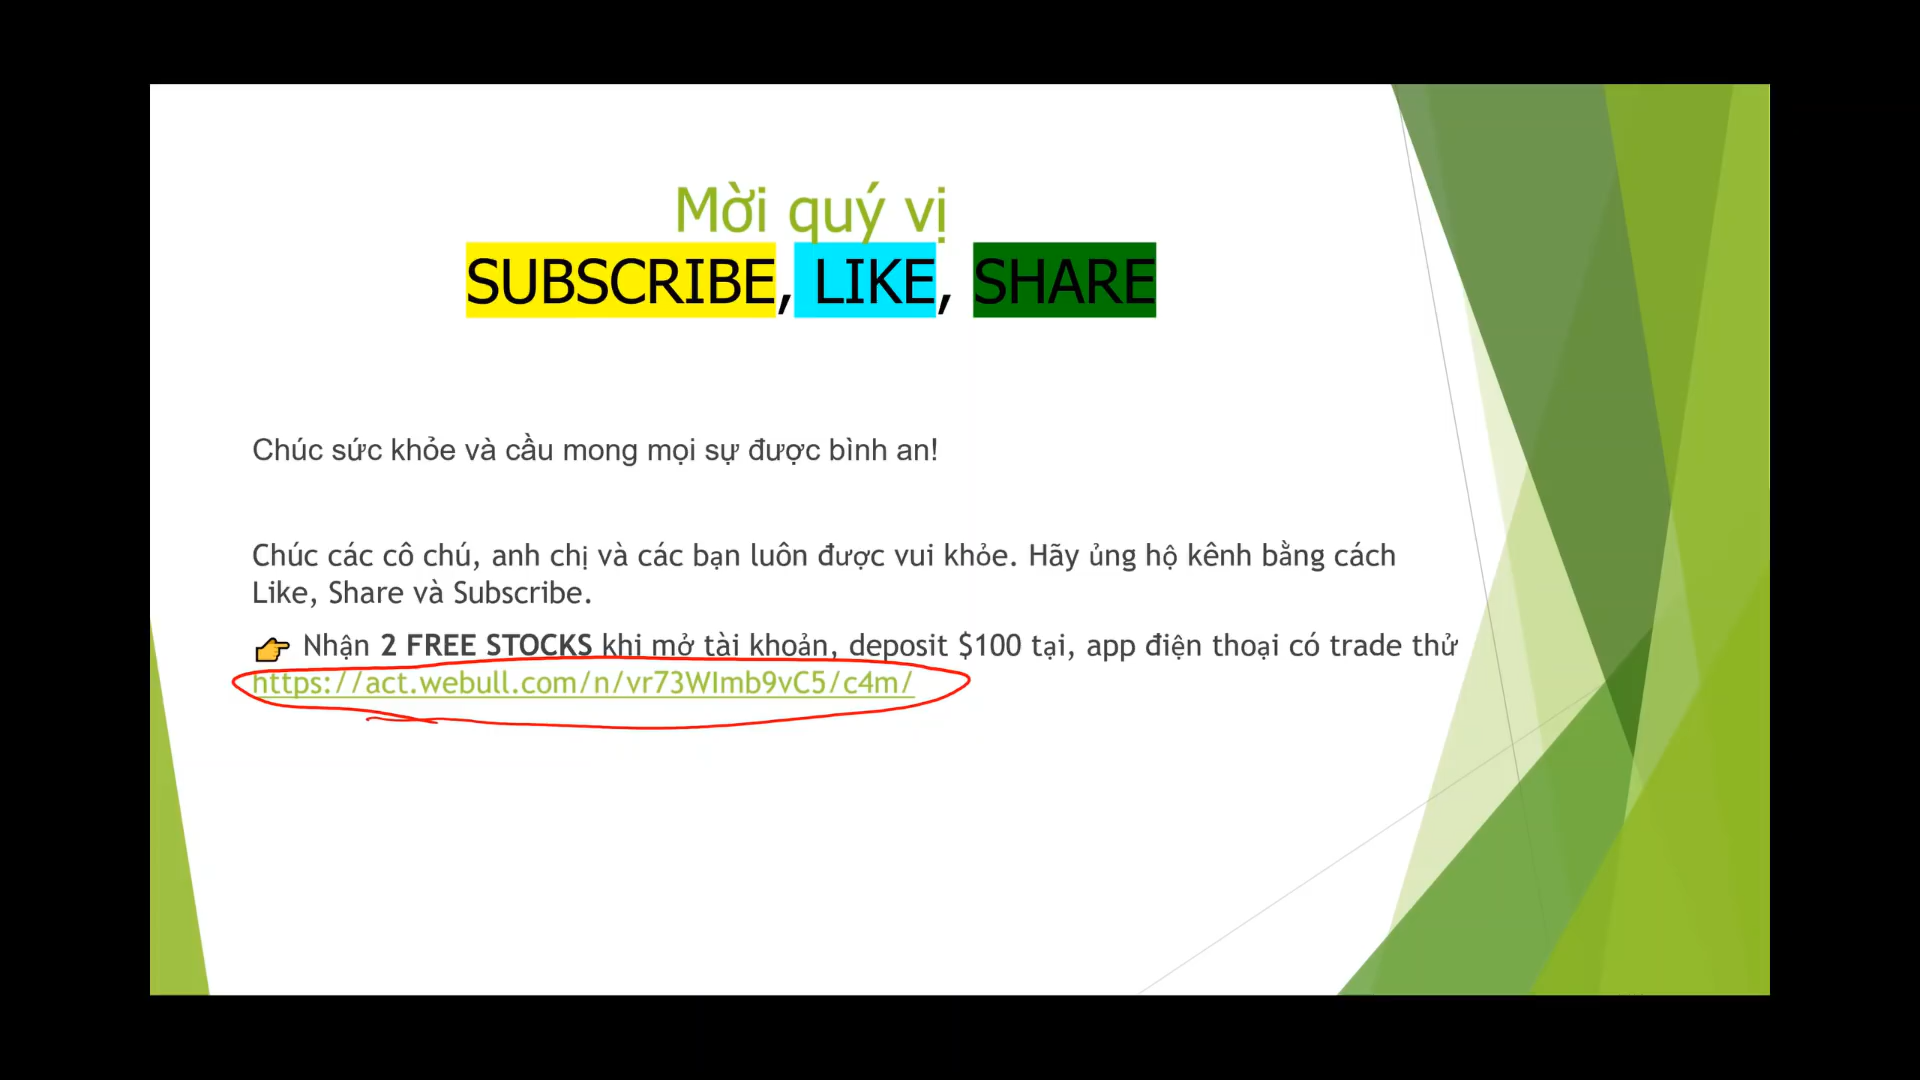 Mời quý vị
SUBSCRIBE, LIKE, SHARE
Chúc sức khỏe và cầu mong mọi sự được bình an!
Chúc các cô chú, anh chị và các bạn luôn được vui khỏe. Hãy ủng hộ kênh bằng cách
Like, Share và Subscribe.
👉 Nhận 2 FREE STOCKS khi mở tài khoản, deposit $100 tại, app điện thoại có trade thử
https://act.webull.com/n/vr73WImb9vC5/c4m/